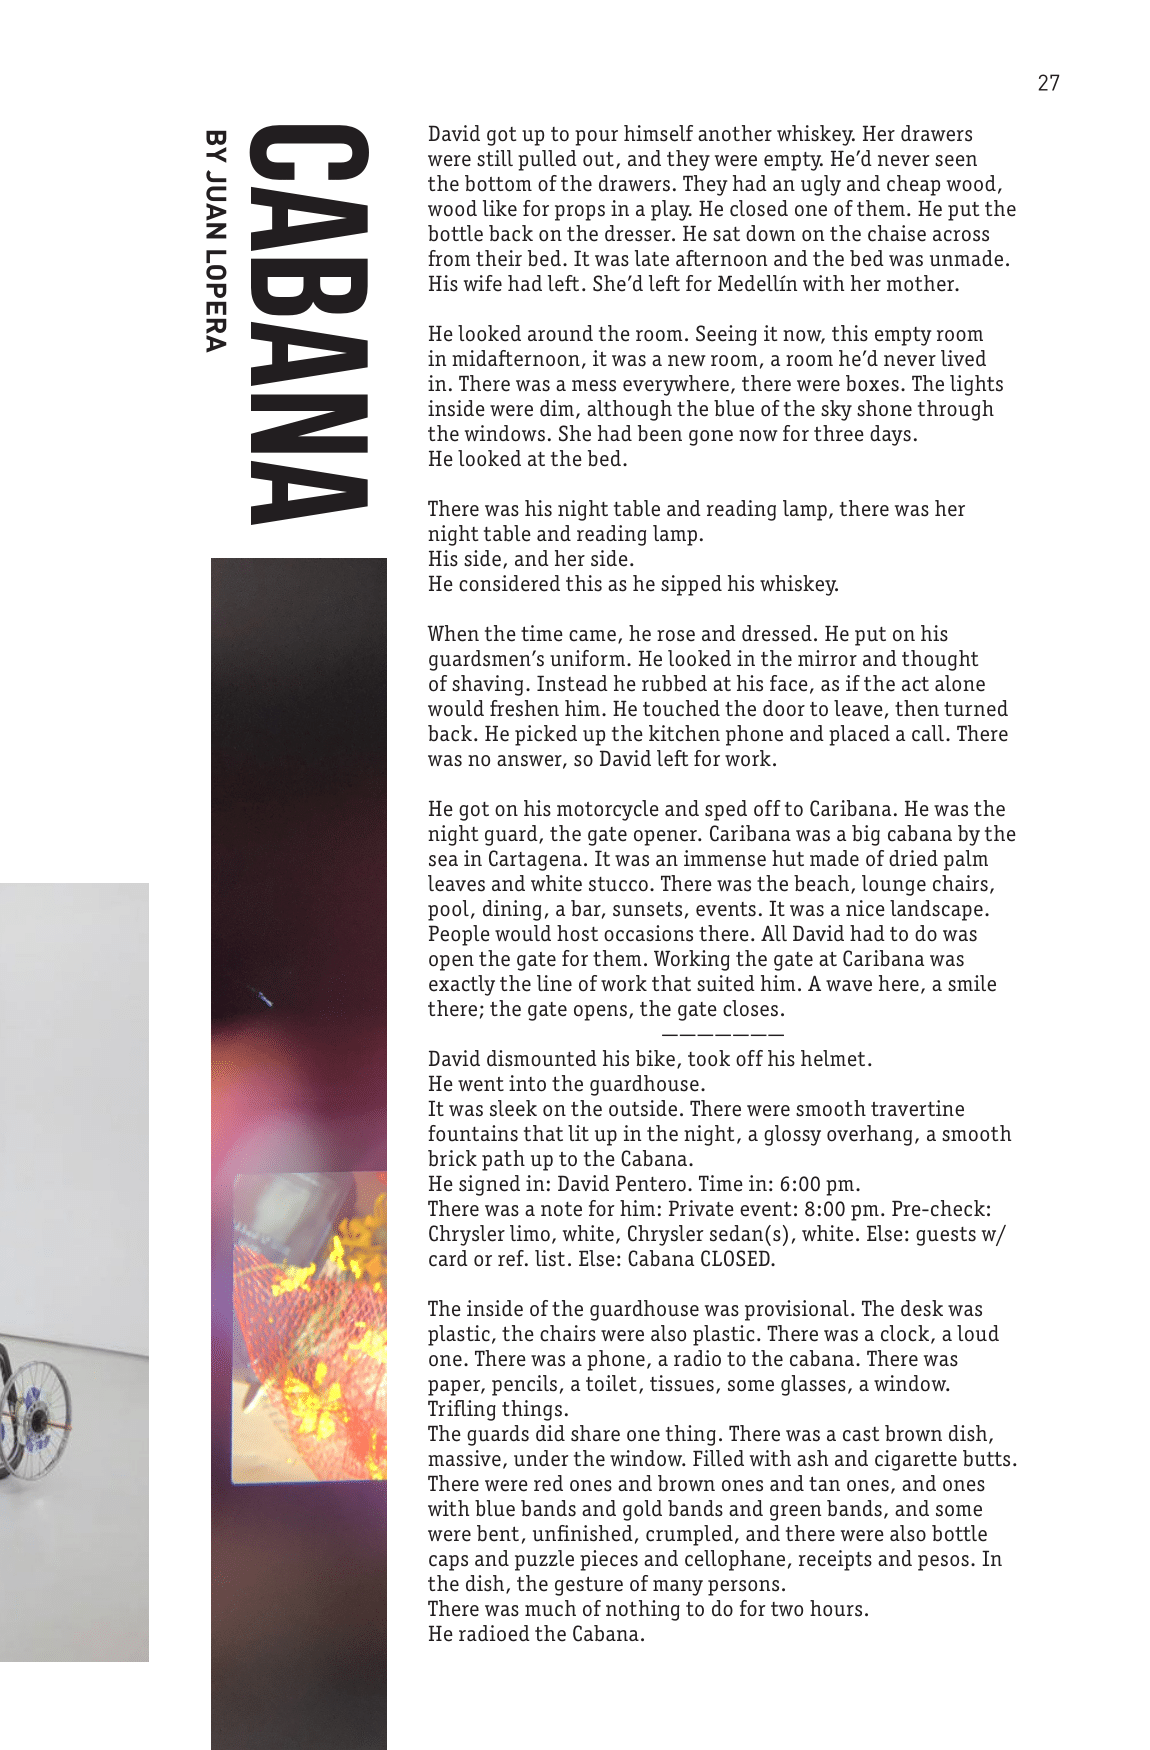 27
CABANA
BY JUAN LOPERA
David got up to pour himself another whiskey. Her drawers
were still pulled out, and they were empty. He’d never seen
the bottom of the drawers. They had an ugly and cheap wood,
wood like for props in a play. He closed one of them. He put the
bottle back on the dresser. He sat down on the chaise across
from their bed. It was late afternoon and the bed was unmade.
His wife had left. She’d left for Medellín with her mother.
He looked around the room. Seeing it now, this empty room
in midafternoon, it was a new room, a room he’d never lived
in. There was a mess everywhere, there were boxes. The lights
inside were dim, although the blue of the sky shone through
the windows. She had been gone now for three days.
He looked at the bed.
There was his night table and reading lamp, there was her
night table and reading lamp.
His side, and her side.
He considered this as he sipped his whiskey.
When the time came, he rose and dressed. He put on his
guardsmen’s uniform. He looked in the mirror and thought
of shaving. Instead he rubbed at his face, as if the act alone
would freshen him. He touched the door to leave, then turned
back. He picked up the kitchen phone and placed a call. There
was no answer, so David left for work.
He got on his motorcycle and sped off to Caribana. He was the
night guard, the gate opener. Caribana was a big cabana by the
sea in Cartagena. It was an immense hut made of dried palm
leaves and white stucco. There was the beach, lounge chairs,
pool, dining, a bar, sunsets, events. It was a nice landscape.
People would host occasions there. All David had to do was
open the gate for them. Working the gate at Caribana was
exactly the line of work that suited him. A wave here, a smile
there; the gate opens, the gate closes.
———————
David dismounted his bike, took off his helmet.
He went into the guardhouse.
It was sleek on the outside. There were smooth travertine
fountains that lit up in the night, a glossy overhang, a smooth
brick path up to the Cabana.
He signed in: David Pentero. Time in: 6:00 pm.
There was a note for him: Private event: 8:00 pm. Pre-check:
Chrysler limo, white, Chrysler sedan(s), white. Else: guests w/
card or ref. list. Else: Cabana CLOSED.
The inside of the guardhouse was provisional. The desk was
plastic, the chairs were also plastic. There was a clock, a loud
one. There was a phone, a radio to the cabana. There was
paper, pencils, a toilet, tissues, some glasses, a window.
Trifling things.
The guards did share one thing. There was a cast brown dish,
massive, under the window. Filled with ash and cigarette butts.
There were red ones and brown ones and tan ones, and ones
with blue bands and gold bands and green bands, and some
were bent, unfinished, crumpled, and there were also bottle
caps and puzzle pieces and cellophane, receipts and pesos. In
the dish, the gesture of many persons.
There was much of nothing to do for two hours.
He radioed the Cabana.